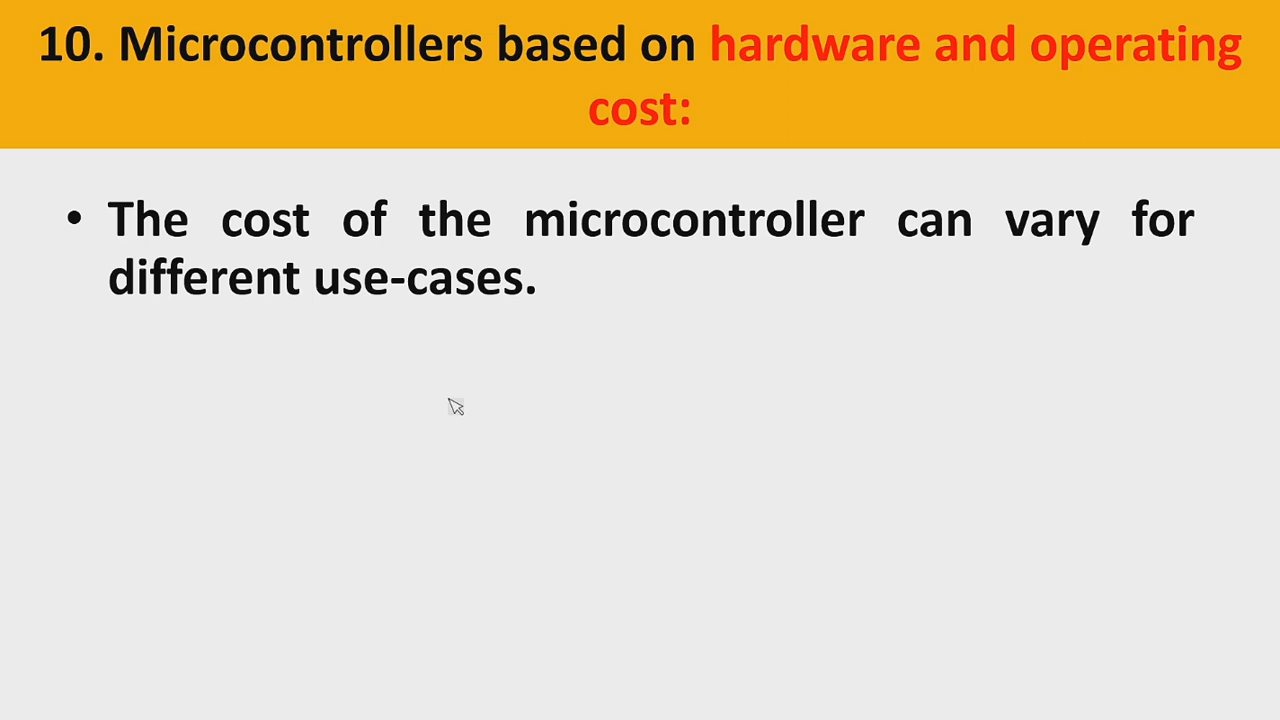 10. Microcontrollers based on hardware and operating
cost:
• The cost of the microcontroller can vary for
different use-cases.